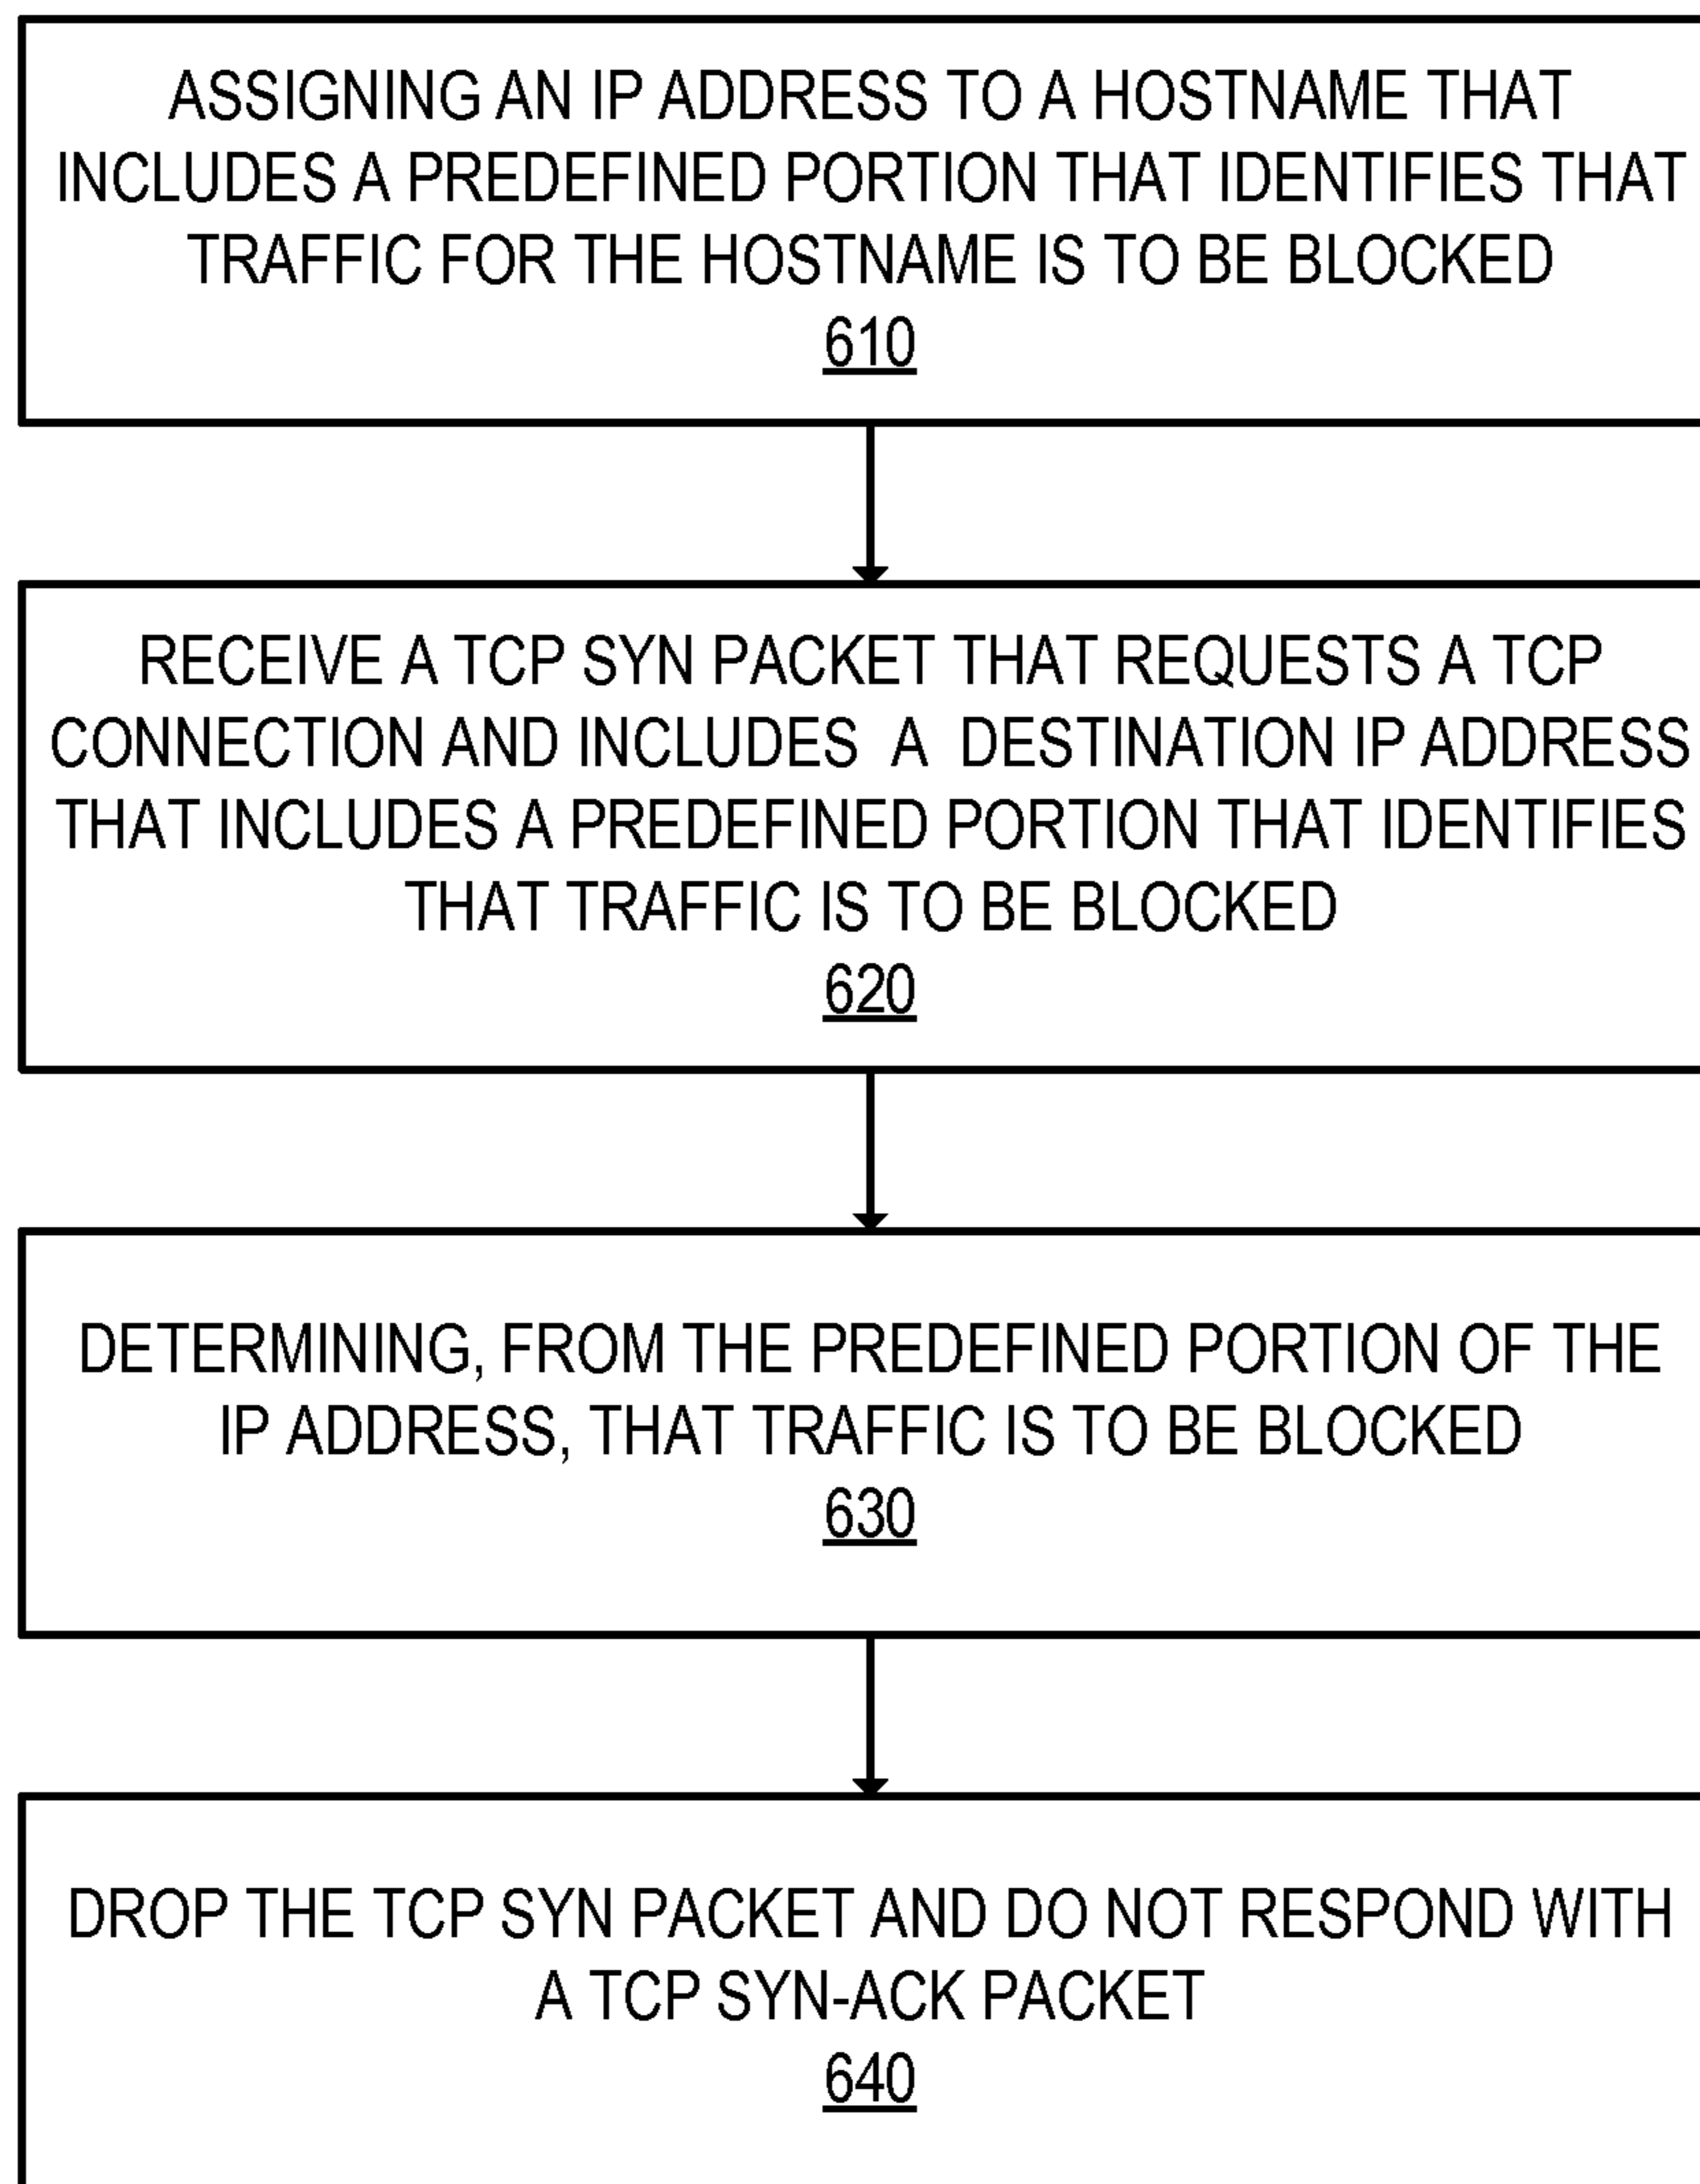 ASSIGNING AN IP ADDRESS TO A HOSTNAME THAT
INCLUDES A PREDEFINED PORTION THAT IDENTIFIES THAT
TRAFFIC FOR THE HOSTNAME IS TO BE BLOCKED
610
RECEIVE A TCP SYN PACKET THAT REQUESTS A TCP
CONNECTION AND INCLUDES A DESTINATION IP ADDRESS
THAT INCLUDES A PREDEFINED PORTION THAT IDENTIFIES
THAT TRAFFIC IS TO BE BLOCKED
620
DETERMINING, FROM THE PREDEFINED PORTION OF THE
IP ADDRESS, THAT TRAFFIC IS TO BE BLOCKED
630
DROP THE TCP SYN PACKET AND DO NOT RESPOND WITH
A TCP SYN-ACK PACKET
640